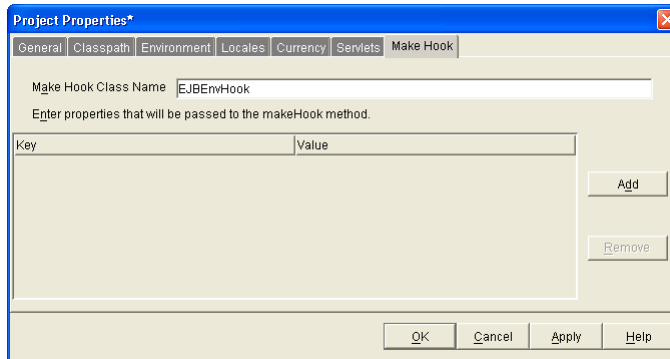 Project Properties*
General Classpath Environment Locales Currency Servlets Make Hook
Make Hook Class Name EJBEnvHook
Enter properties that will be passed to the makeHook method.
Key Value
Add
Remove
OK Cancel Apply Help